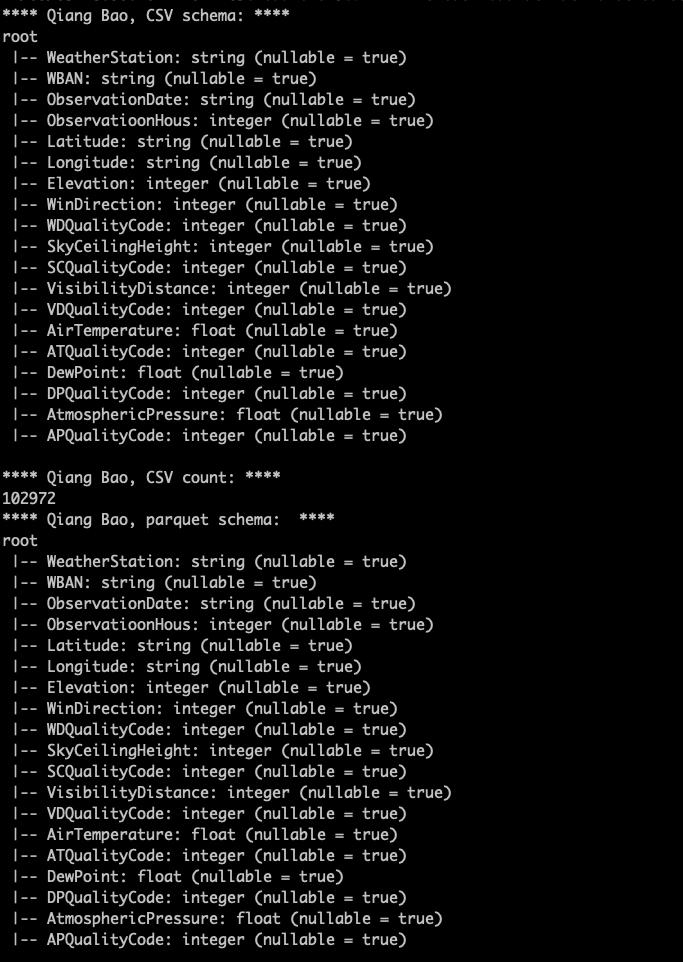 **** Qiang Bao, CSV schema: ****
root
 |-- WeatherStation: string (nullable = true)
 |-- WBAN: string (nullable = true)
 |-- ObservationDate: string (nullable = true)
 |-- ObservatioonHous: integer (nullable = true)
 |-- Latitude: string (nullable = true)
 |-- Longitude: string (nullable = true)
 |-- Elevation: integer (nullable = true)
 |-- WinDirection: integer (nullable = true)
 |-- WDQualityCode: integer (nullable = true)
 |-- SkyCeilingHeight: integer (nullable = true)
 |-- SCQualityCode: integer (nullable = true)
 |-- VisibilityDistance: integer (nullable = true)
 |-- VDQualityCode: integer (nullable = true)
 |-- AirTemperature: float (nullable = true)
 |-- ATQualityCode: integer (nullable = true)
 |-- DewPoint: float (nullable = true)
 |-- DPQualityCode: integer (nullable = true)
 |-- AtmosphericPressure: float (nullable = true)
 |-- APQualityCode: integer (nullable = true)

**** Qiang Bao, CSV count: ****
102972
**** Qiang Bao, parquet schema:  ****
root
 |-- WeatherStation: string (nullable = true)
 |-- WBAN: string (nullable = true)
 |-- ObservationDate: string (nullable = true)
 |-- ObservatioonHous: integer (nullable = true)
 |-- Latitude: string (nullable = true)
 |-- Longitude: string (nullable = true)
 |-- Elevation: integer (nullable = true)
 |-- WinDirection: integer (nullable = true)
 |-- WDQualityCode: integer (nullable = true)
 |-- SkyCeilingHeight: integer (nullable = true)
 |-- SCQualityCode: integer (nullable = true)
 |-- VisibilityDistance: integer (nullable = true)
 |-- VDQualityCode: integer (nullable = true)
 |-- AirTemperature: float (nullable = true)
 |-- ATQualityCode: integer (nullable = true)
 |-- DewPoint: float (nullable = true)
 |-- DPQualityCode: integer (nullable = true)
 |-- AtmosphericPressure: float (nullable = true)
 |-- APQualityCode: integer (nullable = true)